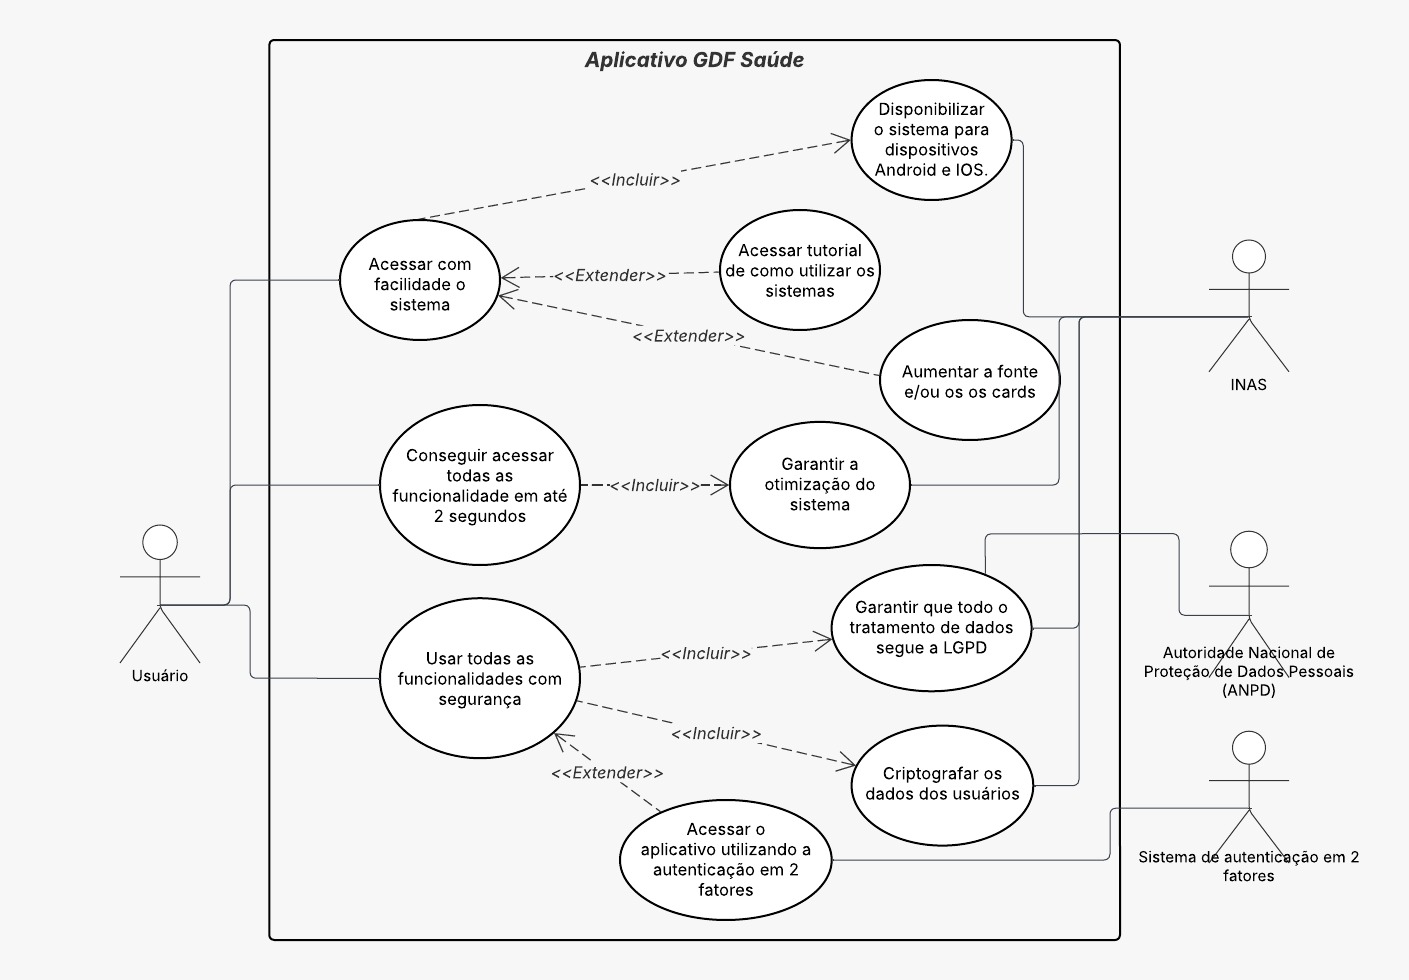 Aplicativo GDF Saúde
Disponibilizar
o sistema para
dispositivos
Android e IOS.
<<Incluir>>
Acessar com
facilidade o
sistema
<<Extender>>
Acessar tutorial
de como utilizar os
sistemas
<<Extender>>
Aumentar a fonte
e/ou os os cards
INAS
Conseguir acessar
todas as
funcionalidade em até
2 segundos
<<Incluir>>
Garantir a
otimização do
sistema
Usuário
Usar todas as
funcionalidades com
segurança
<<Incluir>>
Garantir que todo o
tratamento de dados
segue a LGPD
Autoridade Nacional de
Proteção de Dados Pessoais
(ANPD)
<<Incluir>>
Criptografar os
dados dos usuários
<<Extender>>
Acessar o
aplicativo utilizando a
autenticação em 2
fatores
Sistema de autenticação em 2
fatores